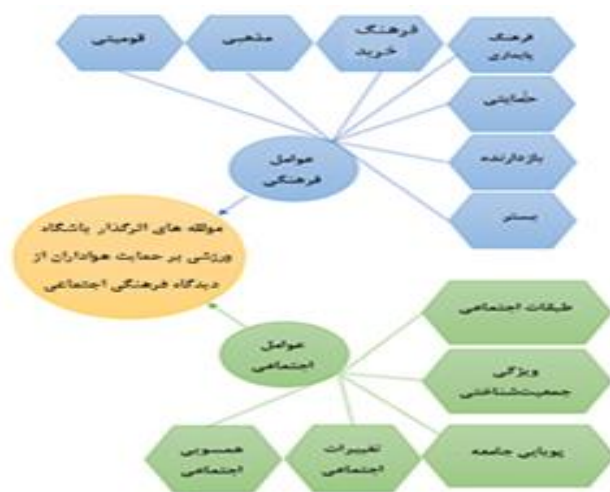 قومیتی
مذهبی
فرهنگ
خرید
فرهنگ
پایداری
حمایتی
بازدارنده
بستر
عوامل
فرهنگی
مولفه های اثرگذار باشگاه
ورزشی بر حمایت هواداران از
دیدگاه فرهنگی اجتماعی
عوامل
اجتماعی
طبقات اجتماعی
ویژگی
جمعیت‌شناختی
پویایی جامعه
تغییرات
اجتماعی
همسویی
اجتماعی